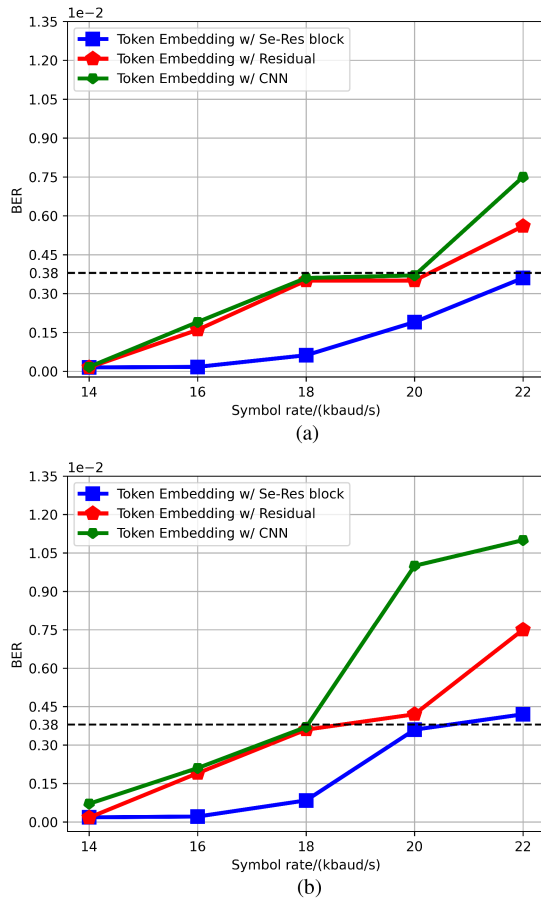 1e−2
1.35
1.20
1.05
0.90
0.75
0.60
0.45
0.38
0.30
0.15
0.00
BER
Token Embedding w/ Se-Res block
Token Embedding w/ Residual
Token Embedding w/ CNN
14 16 18 20 22
Symbol rate/(kbaud/s)
(a)
1e−2
1.35
1.20
1.05
0.90
0.75
0.60
0.45
0.38
0.30
0.15
0.00
BER
Token Embedding w/ Se-Res block
Token Embedding w/ Residual
Token Embedding w/ CNN
14 16 18 20 22
Symbol rate/(kbaud/s)
(b)